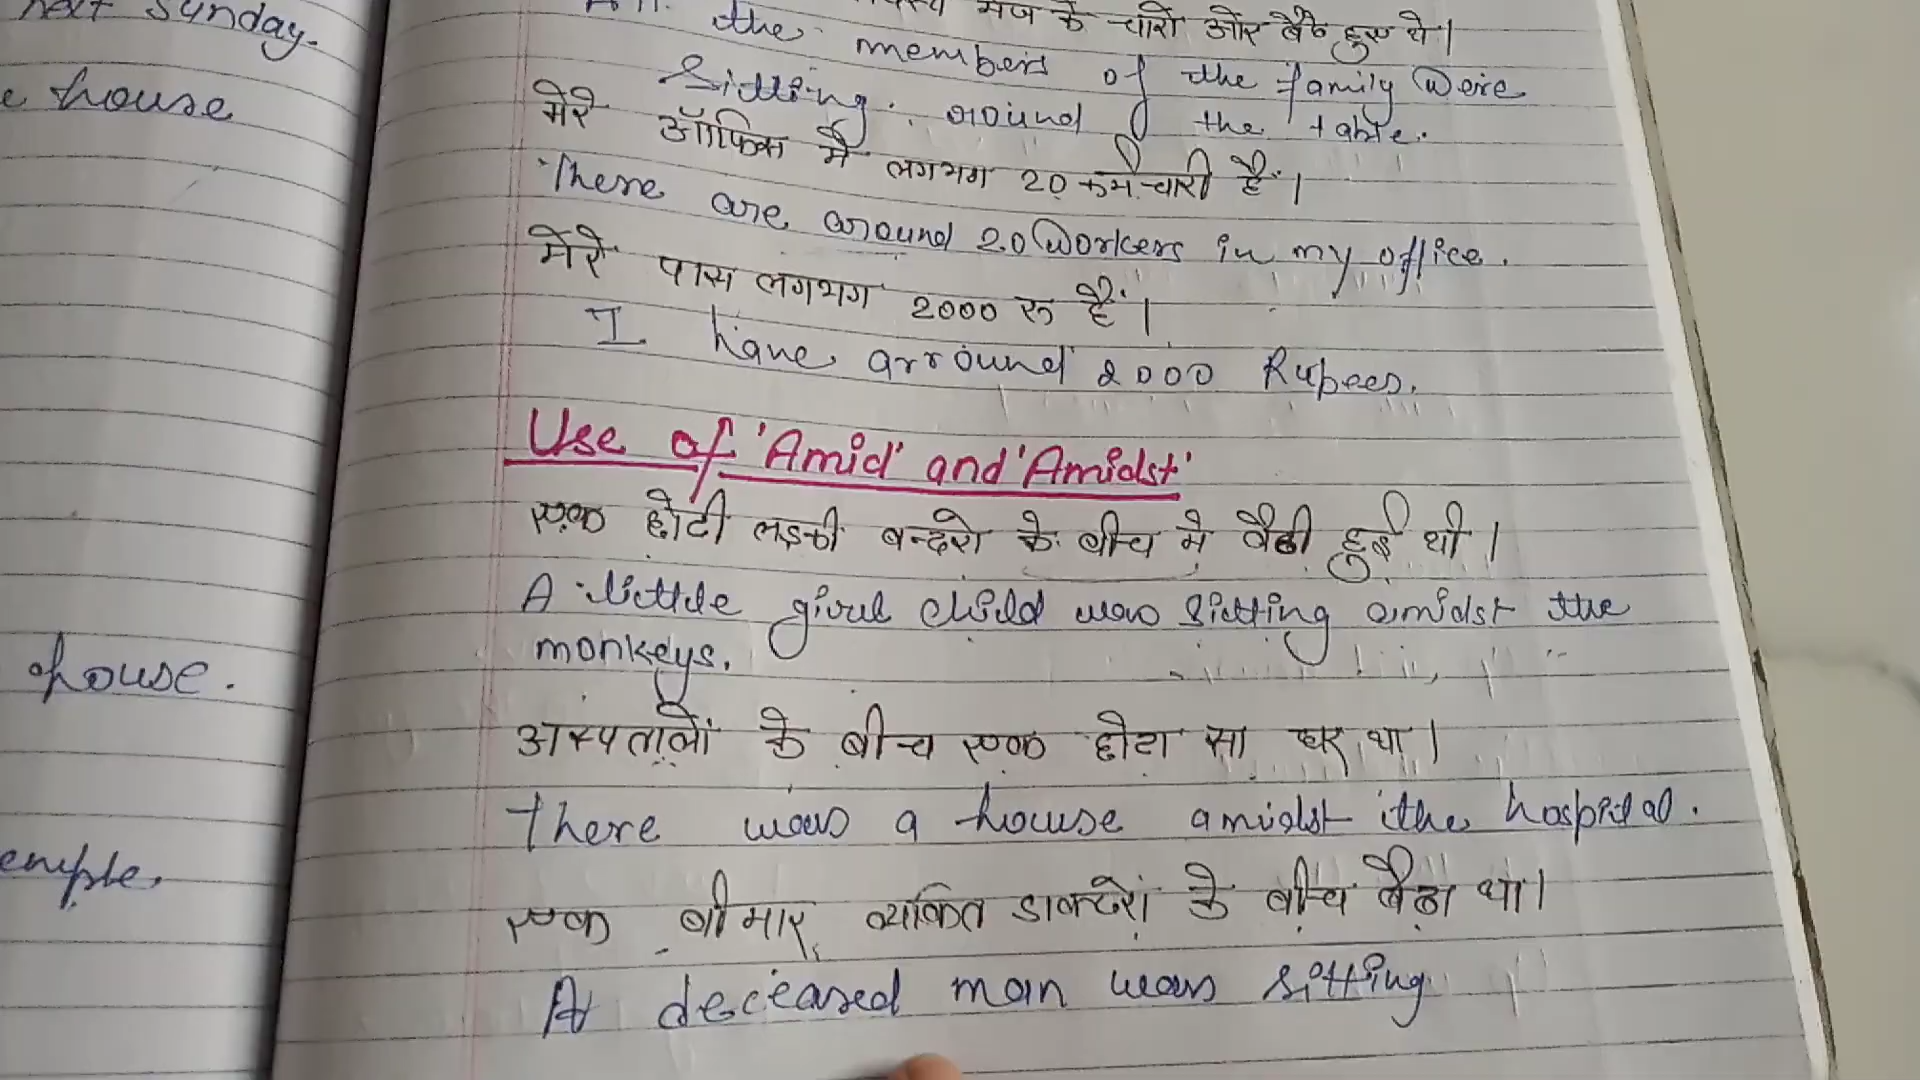 next Sunday.
e house
house.
emple.
के चारो ओर बैठे हुए थे।
All the members of the family were
Sitting. around of the table.
मेरे ऑफिस में लगभग 20 कर्मचारी हैं।
There are around 20 workers in my office.
मेरे पास लगभग 2000 रु हैं।
I have arround 2000 Rupees.
Use of 'Amid' and 'Amidst'
एक छोटी लड़की बन्दरो के बीच मे बैठी हुई थी।
A little girl child was sitting amidst the
monkeys.
अस्पतालों के बीच एक छोटा सा घर था।
There was a house amidst the hospital.
एक बीमार व्यक्ति डाक्टरों के बीच बैठा था।
A deceased man was sitting